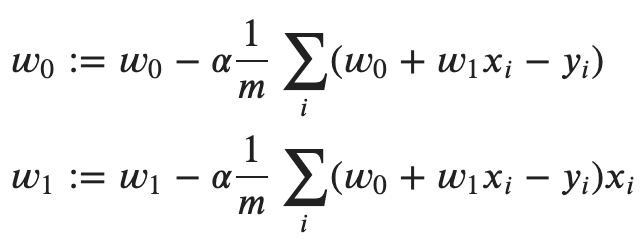 w₀ := w₀ − α 1/m ∑ᵢ (w₀ + w₁xᵢ − yᵢ)
w₁ := w₁ − α 1/m ∑ᵢ (w₀ + w₁xᵢ − yᵢ)xᵢ